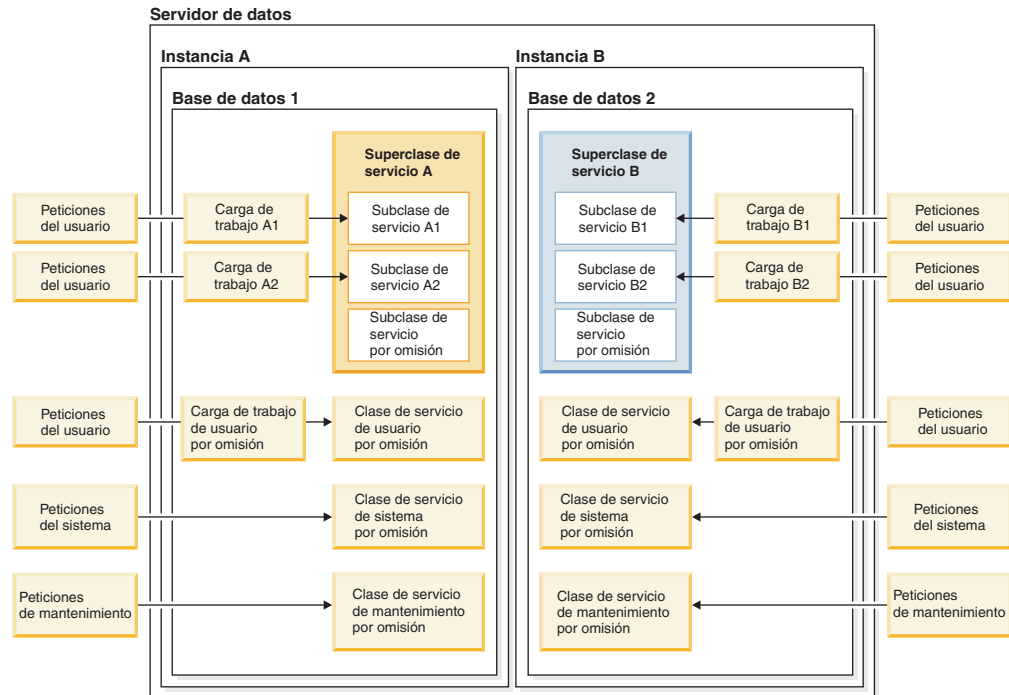 Servidor de datos
Instancia A
Instancia B
Base de datos 1
Base de datos 2
Superclase de
servicio A
Superclase de
servicio B
Peticiones
del usuario
Carga de
trabajo A1
Subclase de
servicio A1
Subclase de
servicio B1
Carga de
trabajo B1
Peticiones
del usuario
Peticiones
del usuario
Carga de
trabajo A2
Subclase de
servicio A2
Subclase de
servicio B2
Carga de
trabajo B2
Peticiones
del usuario
Subclase de
servicio
por omisión
Subclase de
servicio
por omisión
Peticiones
del usuario
Carga de trabajo
de usuario
por omisión
Clase de servicio
de usuario
por omisión
Clase de servicio
de usuario
por omisión
Carga de trabajo
de usuario
por omisión
Peticiones
del usuario
Peticiones
del sistema
Clase de servicio
de sistema
por omisión
Clase de servicio
de sistema
por omisión
Peticiones
del sistema
Peticiones
de mantenimiento
Clase de servicio
de mantenimiento
por omisión
Clase de servicio
de mantenimiento
por omisión
Peticiones
de mantenimiento